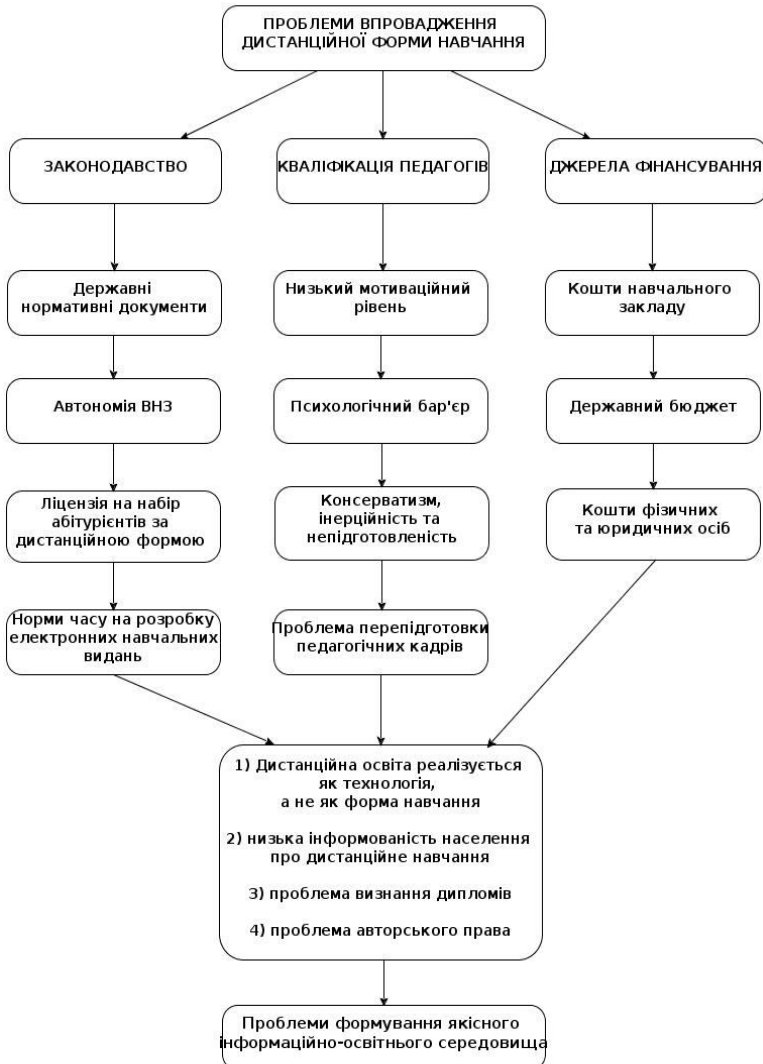 ПРОБЛЕМИ ВПРОВАДЖЕННЯ
ДИСТАНЦІЙНОЇ ФОРМИ НАВЧАННЯ
ЗАКОНОДАВСТВО
КВАЛІФІКАЦІЯ ПЕДАГОГІВ
ДЖЕРЕЛА ФІНАНСУВАННЯ
Державні
нормативні документи
Низький мотиваційний
рівень
Кошти навчального
закладу
Автономія ВНЗ
Психологічний бар'єр
Державний бюджет
Ліцензія на набір
абітурієнтів за
дистанційною формою
Консерватизм,
інерційність та
непідготовленість
Кошти фізичних
та юридичних осіб
Норми часу на розробку
електронних навчальних
видань
Проблема перепідготовки
педагогічних кадрів
1) Дистанційна освіта реалізується
як технологія,
а не як форма навчання
2) низька інформованість населення
про дистанційне навчання
3) проблема визнання дипломів
4) проблема авторського права
Проблеми формування якісного
інформаційно-освітнього середовища